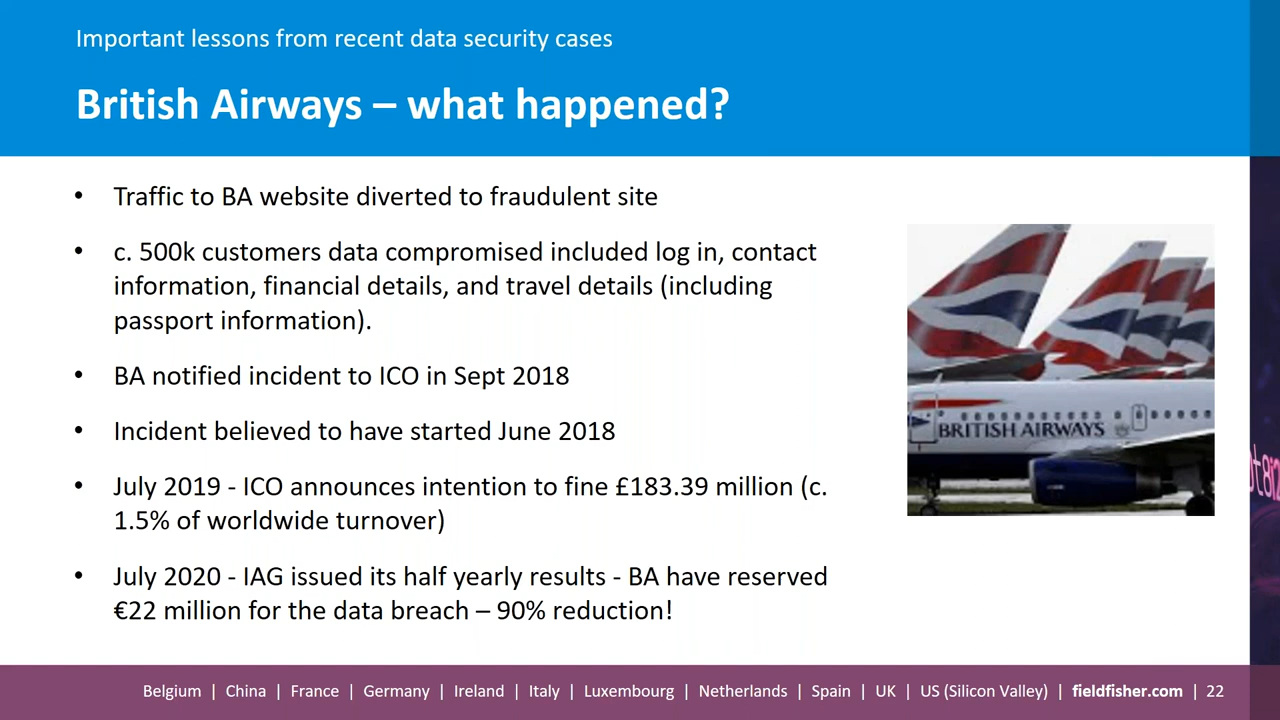 Important lessons from recent data security cases
British Airways – what happened?
• Traffic to BA website diverted to fraudulent site
• c. 500k customers data compromised included log in, contact
information, financial details, and travel details (including
passport information).
• BA notified incident to ICO in Sept 2018
• Incident believed to have started June 2018
• July 2019 - ICO announces intention to fine £183.39 million (c.
1.5% of worldwide turnover)
• July 2020 - IAG issued its half yearly results - BA have reserved
€22 million for the data breach – 90% reduction!
BRITISH AIRWAYS
Belgium | China | France | Germany | Ireland | Italy | Luxembourg | Netherlands | Spain | UK | US (Silicon Valley) | fieldfisher.com | 22